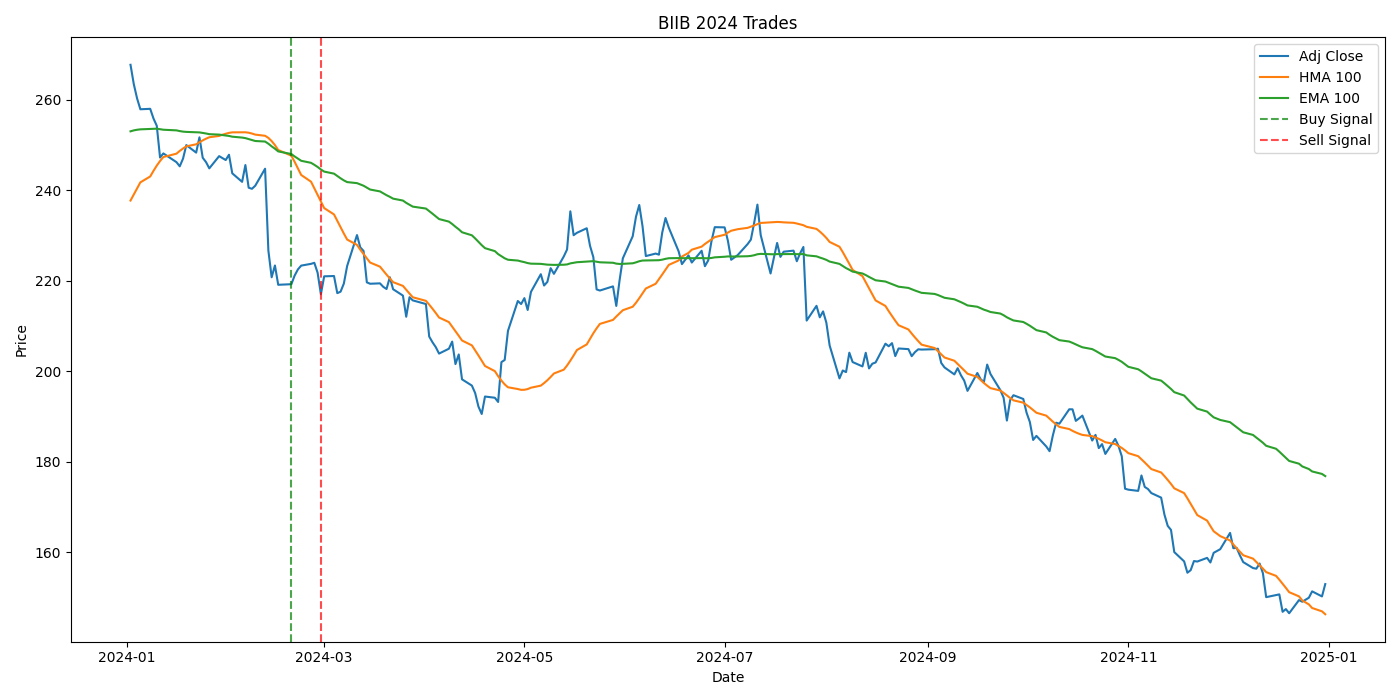 BIIB 2024 Trades
Adj Close
HMA 100
EMA 100
Buy Signal
Sell Signal
Price
260
240
220
200
180
160
2024-01
2024-03
2024-05
2024-07
2024-09
2024-11
2025-01
Date